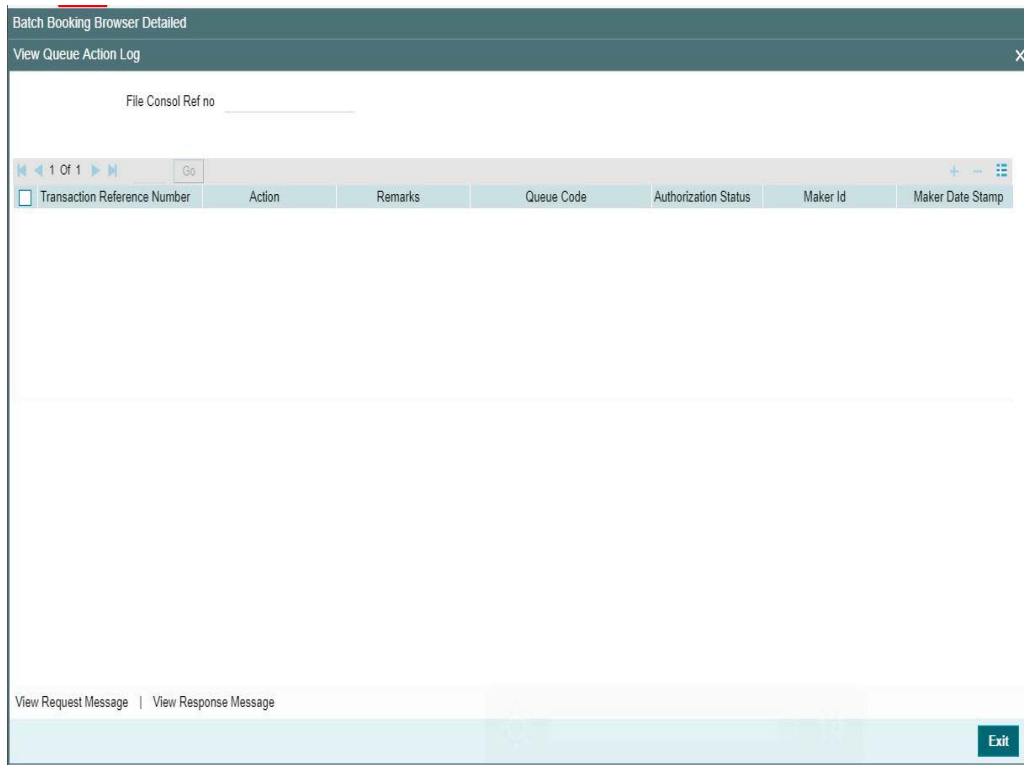 Batch Booking Browser Detailed
View Queue Action Log X
File Consol Ref no
1 Of 1 Go
Transaction Reference Number Action Remarks Queue Code Authorization Status Maker Id Maker Date Stamp
View Request Message | View Response Message
Exit